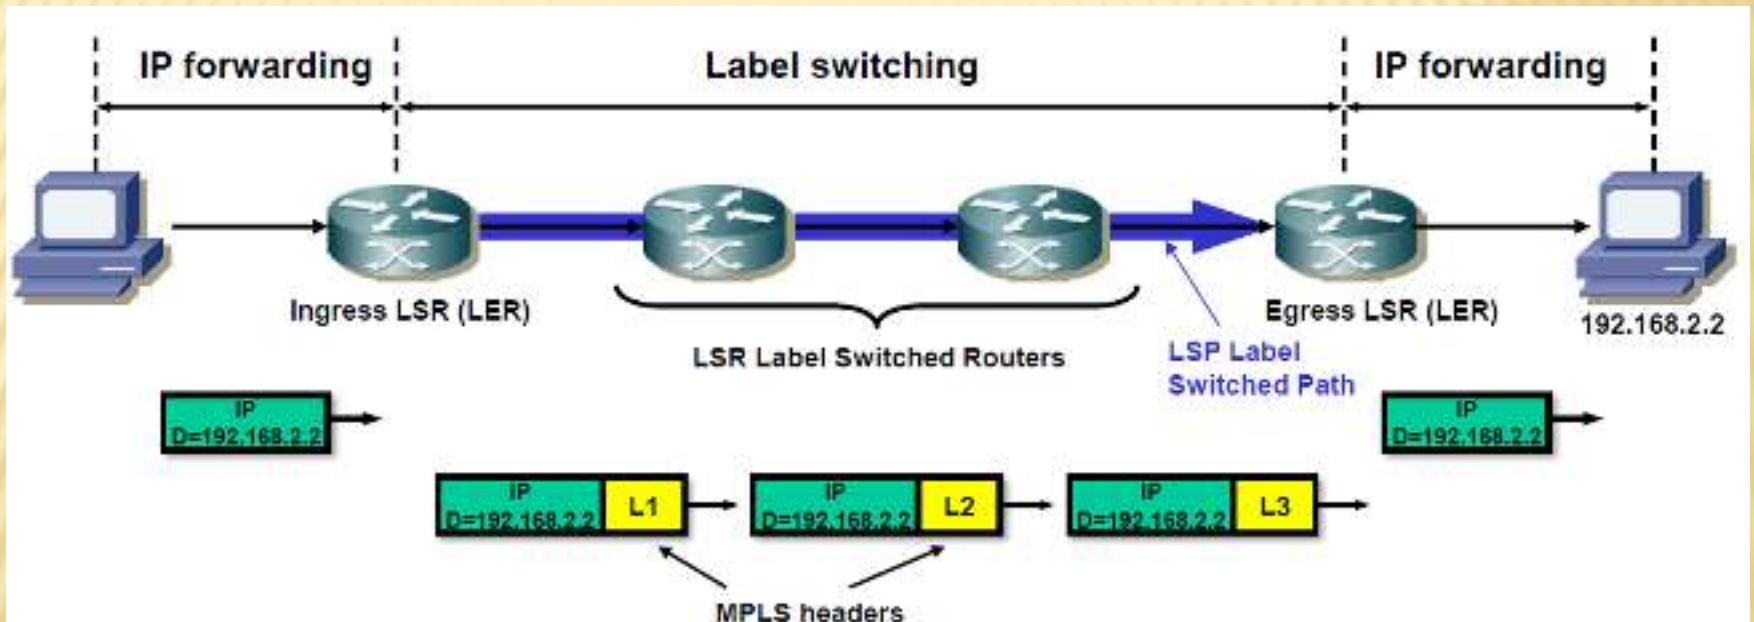 IP forwarding
Label switching
IP forwarding
Ingress LSR (LER)
Egress LSR (LER)
192.168.2.2
LSR Label Switched Routers
LSP Label
Switched Path
IP
D=192.168.2.2
IP
D=192.168.2.2
IP
D=192.168.2.2
L1
IP
D=192.168.2.2
L2
IP
D=192.168.2.2
L3
MPLS headers